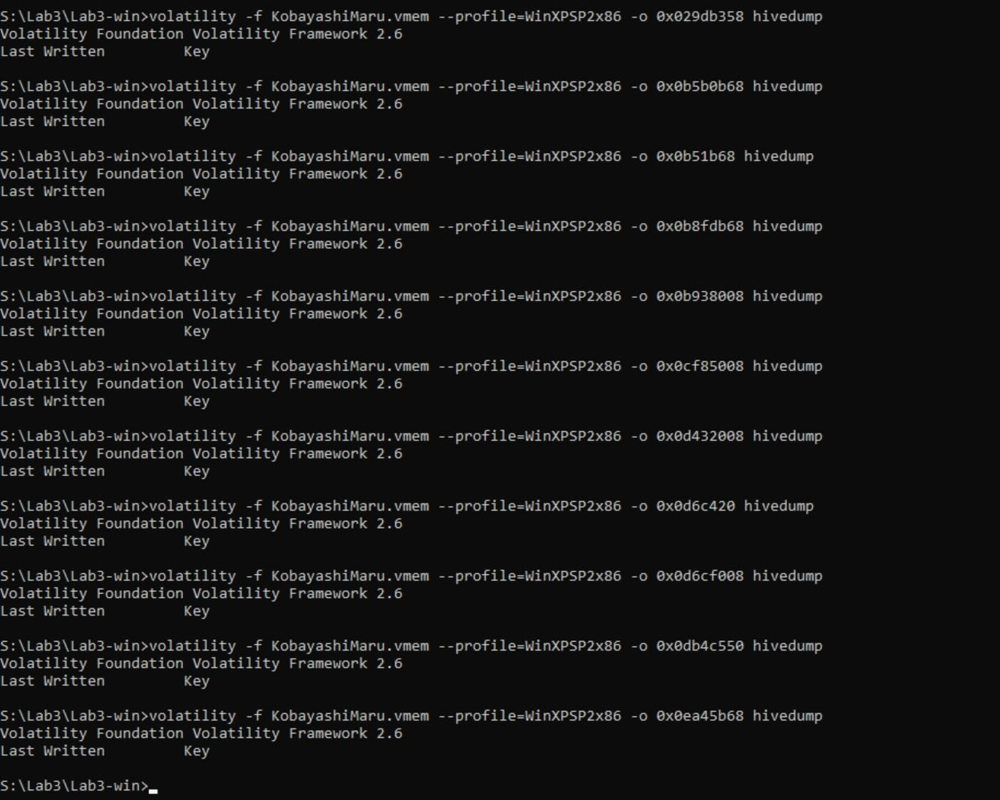 S:\Lab3\Lab3-win>volatility -f KobayashiMaru.vmem --profile=WinXPSP2x86 -o 0x029db358 hivedump
Volatility Foundation Volatility Framework 2.6
Last Written         Key
S:\Lab3\Lab3-win>volatility -f KobayashiMaru.vmem --profile=WinXPSP2x86 -o 0x0b5b0b68 hivedump
Volatility Foundation Volatility Framework 2.6
Last Written         Key
S:\Lab3\Lab3-win>volatility -f KobayashiMaru.vmem --profile=WinXPSP2x86 -o 0x0b51b68 hivedump
Volatility Foundation Volatility Framework 2.6
Last Written         Key
S:\Lab3\Lab3-win>volatility -f KobayashiMaru.vmem --profile=WinXPSP2x86 -o 0x0b8fdb68 hivedump
Volatility Foundation Volatility Framework 2.6
Last Written         Key
S:\Lab3\Lab3-win>volatility -f KobayashiMaru.vmem --profile=WinXPSP2x86 -o 0x0b938008 hivedump
Volatility Foundation Volatility Framework 2.6
Last Written         Key
S:\Lab3\Lab3-win>volatility -f KobayashiMaru.vmem --profile=WinXPSP2x86 -o 0x0cf85008 hivedump
Volatility Foundation Volatility Framework 2.6
Last Written         Key
S:\Lab3\Lab3-win>volatility -f KobayashiMaru.vmem --profile=WinXPSP2x86 -o 0x0d432008 hivedump
Volatility Foundation Volatility Framework 2.6
Last Written         Key
S:\Lab3\Lab3-win>volatility -f KobayashiMaru.vmem --profile=WinXPSP2x86 -o 0x0d6c420 hivedump
Volatility Foundation Volatility Framework 2.6
Last Written         Key
S:\Lab3\Lab3-win>volatility -f KobayashiMaru.vmem --profile=WinXPSP2x86 -o 0x0d6cf008 hivedump
Volatility Foundation Volatility Framework 2.6
Last Written         Key
S:\Lab3\Lab3-win>volatility -f KobayashiMaru.vmem --profile=WinXPSP2x86 -o 0x0db4c550 hivedump
Volatility Foundation Volatility Framework 2.6
Last Written         Key
S:\Lab3\Lab3-win>volatility -f KobayashiMaru.vmem --profile=WinXPSP2x86 -o 0x0ea45b68 hivedump
Volatility Foundation Volatility Framework 2.6
Last Written         Key
S:\Lab3\Lab3-win>